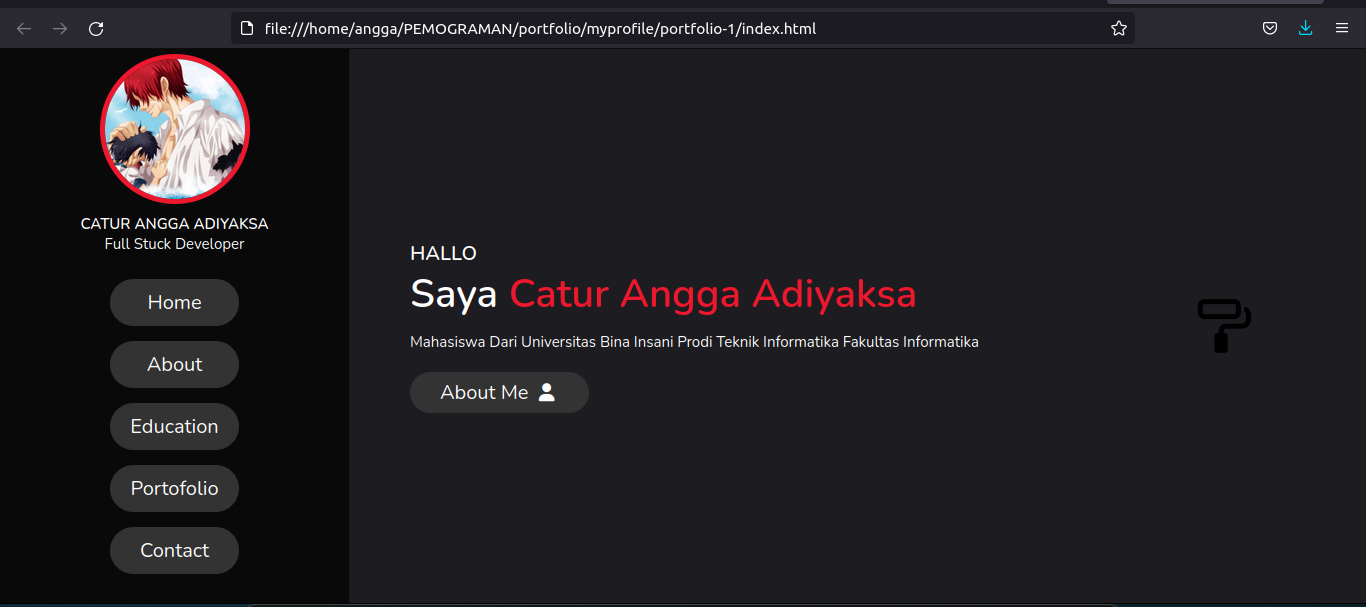 file:///home/angga/PEMOGRAMAN/portfolio/myprofile/portfolio-1/index.html
CATUR ANGGA ADIYAKSA
Full Stuck Developer
Home
About
Education
Portofolio
Contact
HALLO
Saya Catur Angga Adiyaksa
Mahasiswa Dari Universitas Bina Insani Prodi Teknik Informatika Fakultas Informatika
About Me